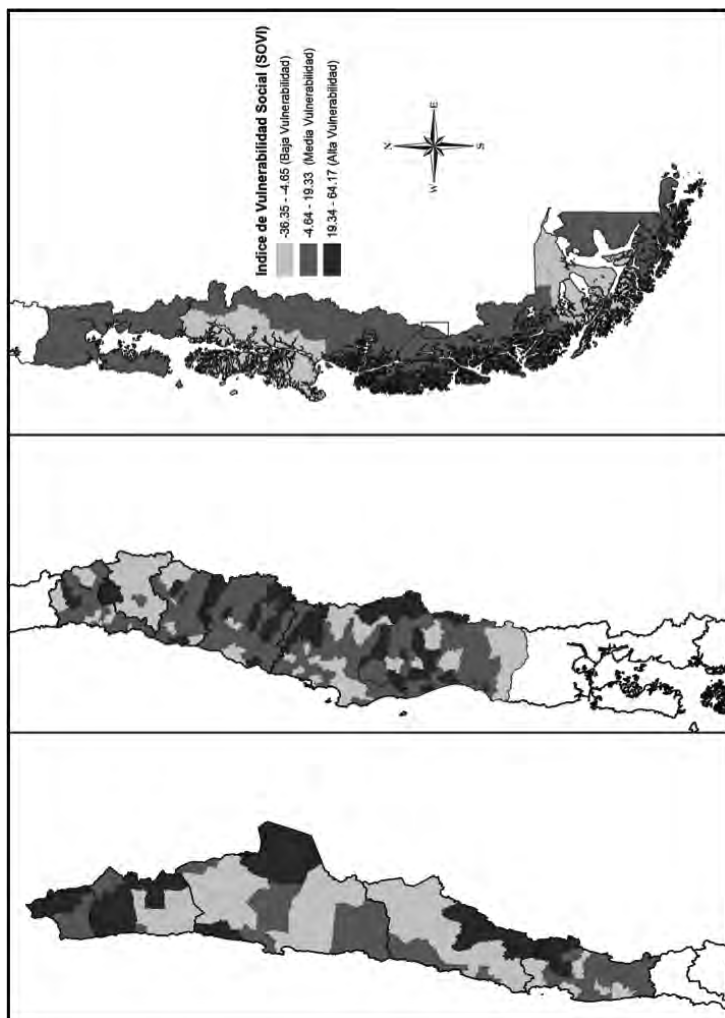 Indice de Vulnerabilidad Social (SOVI)
-36.35 - -4.65 (Baja Vulnerabilidad)
-4.64 - 19.33 (Media Vulnerabilidad)
19.34 - 64.17 (Alta Vulnerabilidad)
N
W E
S